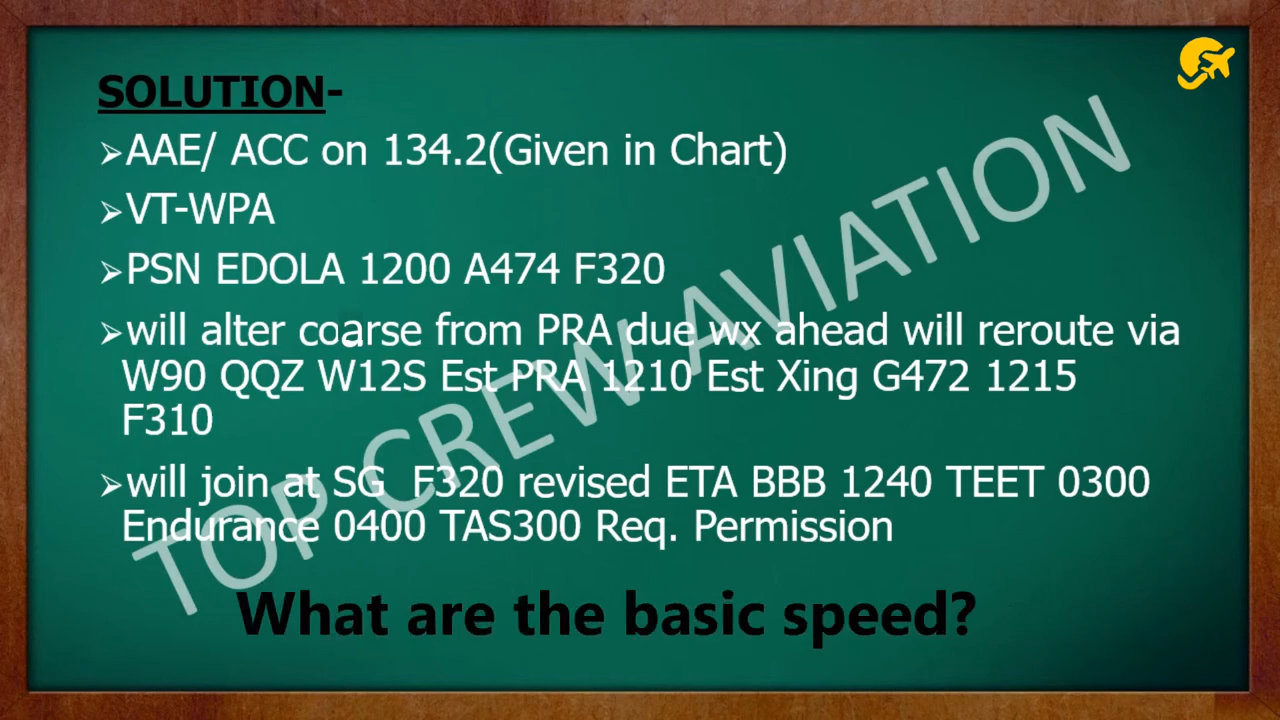 SOLUTION-
➢AAE/ ACC on 134.2(Given in Chart)
➢VT-WPA
➢PSN EDOLA 1200 A474 F320
➢will alter coarse from PRA due wx ahead will reroute via
W90 QQZ W12S Est PRA 1210 Est Xing G472 1215
F310
➢will join at SG F320 revised ETA BBB 1240 TEET 0300
Endurance 0400 TAS300 Req. Permission
What are the basic speed?
TOP CREW AVIATION